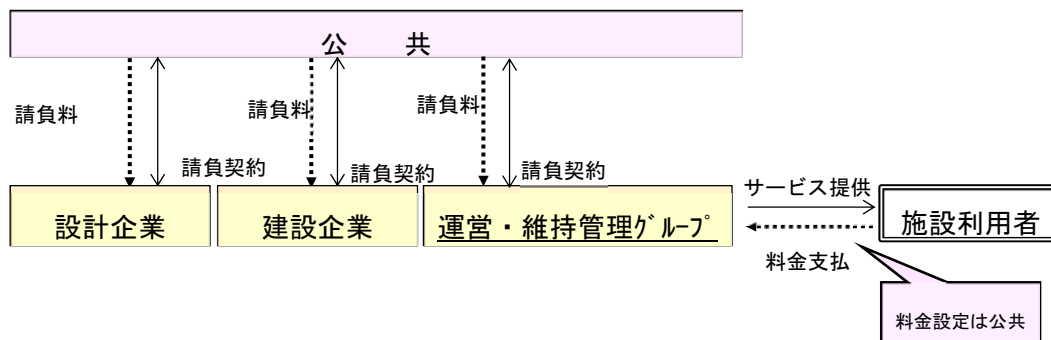 公　共
請負料
請負料
請負料
請負契約
請負契約
請負契約
設計企業
建設企業
運営・維持管理ｸﾞﾙｰﾌﾟ
サービス提供
施設利用者
料金支払
料金設定は公共